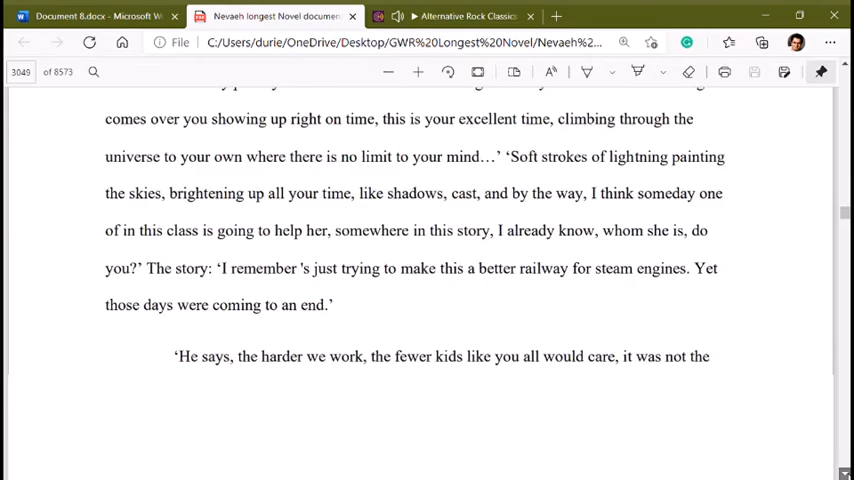 Document 8.docx - Microsoft W
Nevaeh longest Novel documen
Alternative Rock Classics
File
C:/Users/durie/OneDrive/Desktop/GWR%20Longest%20Novel/Nevaeh%2...
3049 of 8573
comes over you showing up right on time, this is your excellent time, climbing through the
universe to your own where there is no limit to your mind…’ ‘Soft strokes of lightning painting
the skies, brightening up all your time, like shadows, cast, and by the way, I think someday one
of in this class is going to help her, somewhere in this story, I already know, whom she is, do
you?’ The story: ‘I remember 's just trying to make this a better railway for steam engines. Yet
those days were coming to an end.’
‘He says, the harder we work, the fewer kids like you all would care, it was not the